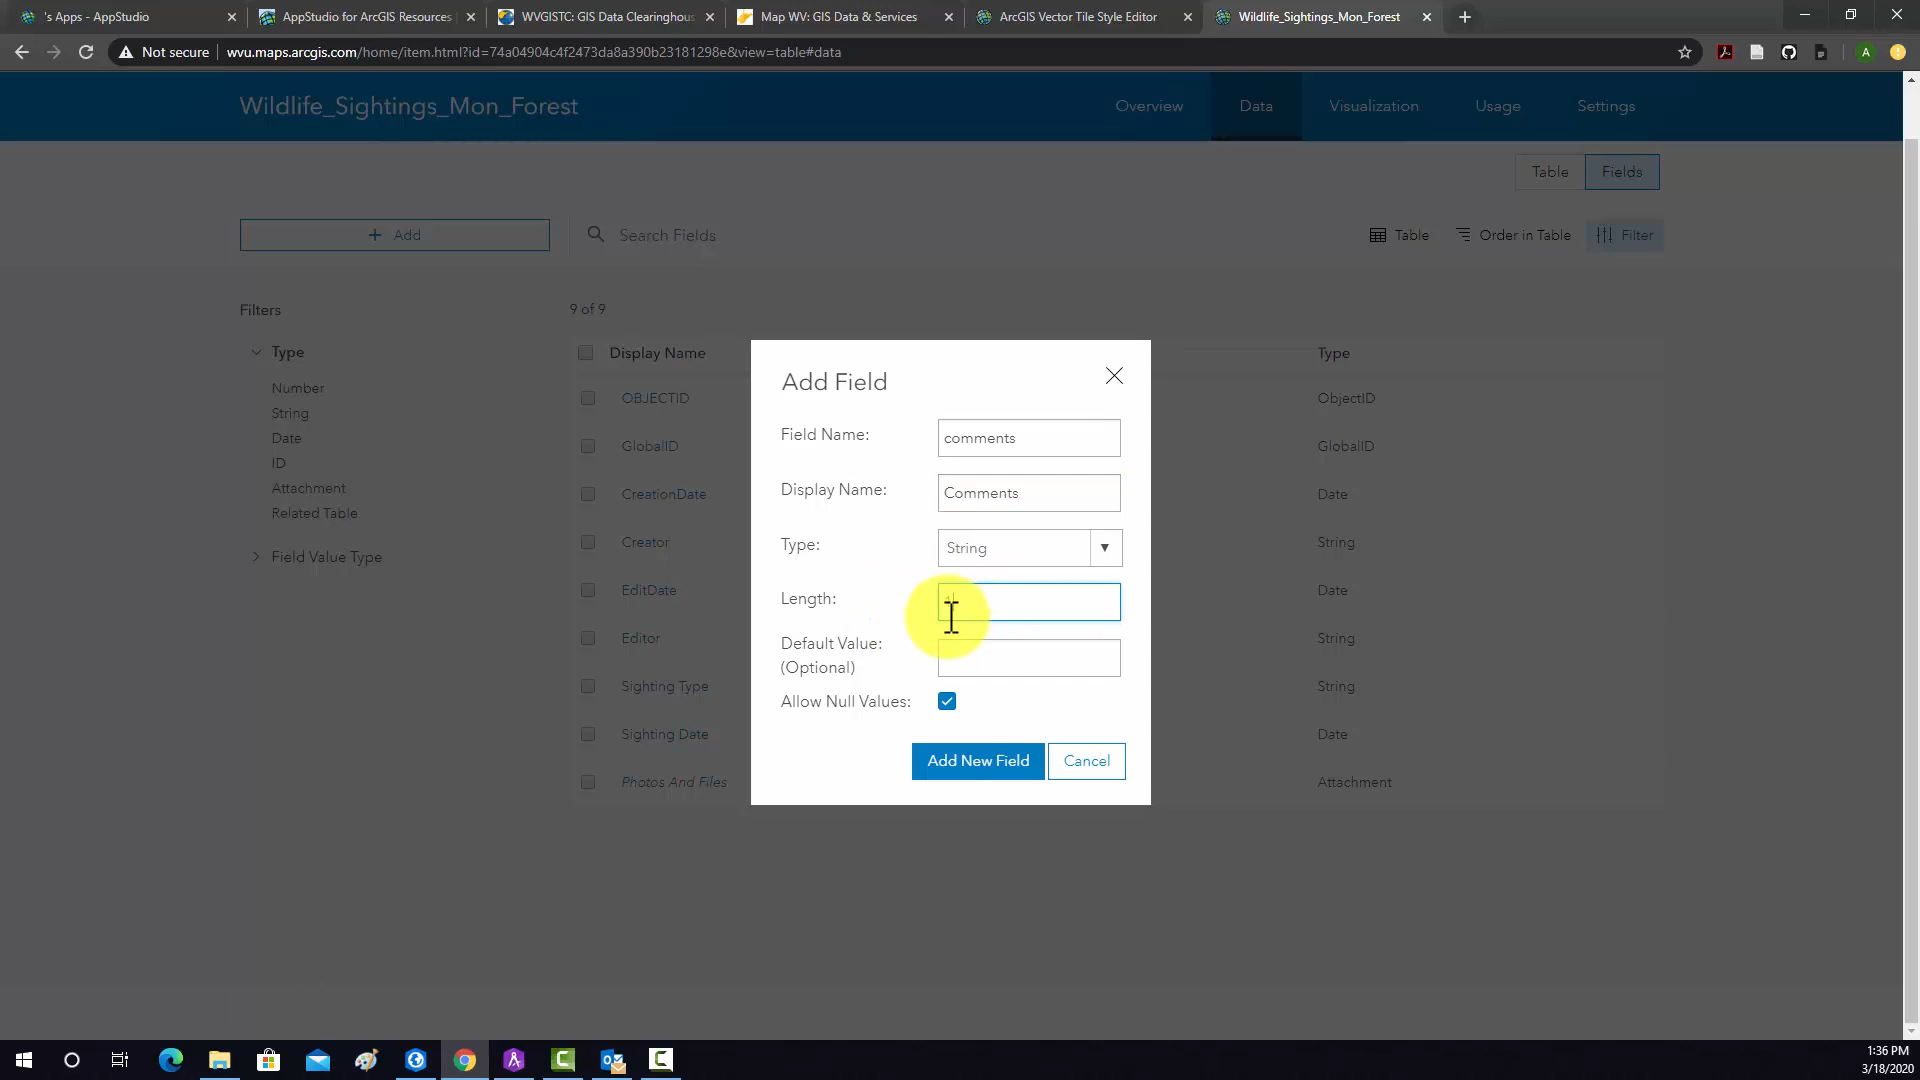 's Apps - AppStudio
AppStudio for ArcGIS Resources
WVGISTC: GIS Data Clearinghous
Map WV: GIS Data & Services
ArcGIS Vector Tile Style Editor
Wildlife_Sightings_Mon_Forest
Not secure
wvu.maps.arcgis.com/home/item.html?id=74a04904c4f2473da8a390b23181298e&view=table#data
A
Wildlife_Sightings_Mon_Forest
Overview
Data
Visualization
Usage
Settings
Table
Fields
+ Add
Search Fields
Table
Order in Table
Filter
Filters
9 of 9
Type
Number
String
Date
ID
Attachment
Related Table
Field Value Type
Display Name
Type
OBJECTID
ObjectID
GlobalID
GlobalID
CreationDate
Date
Creator
String
EditDate
Date
Editor
String
Sighting Type
String
Sighting Date
Date
Photos And Files
Attachment
Add Field
Field Name:
comments
Display Name:
Comments
Type:
String
Length:
Default Value:
(Optional)
Allow Null Values:
Add New Field
Cancel
1:36 PM
3/18/2020